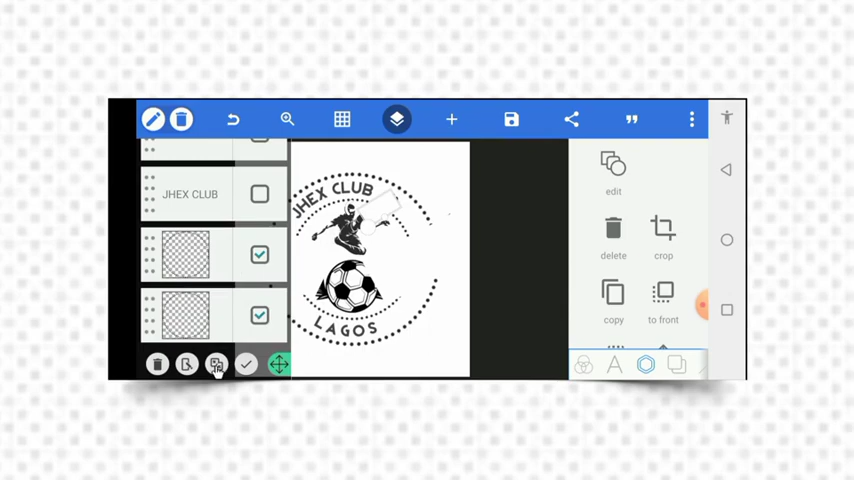 JHEX CLUB
JHEX CLUB
LAGOS
edit
delete
crop
copy
to front